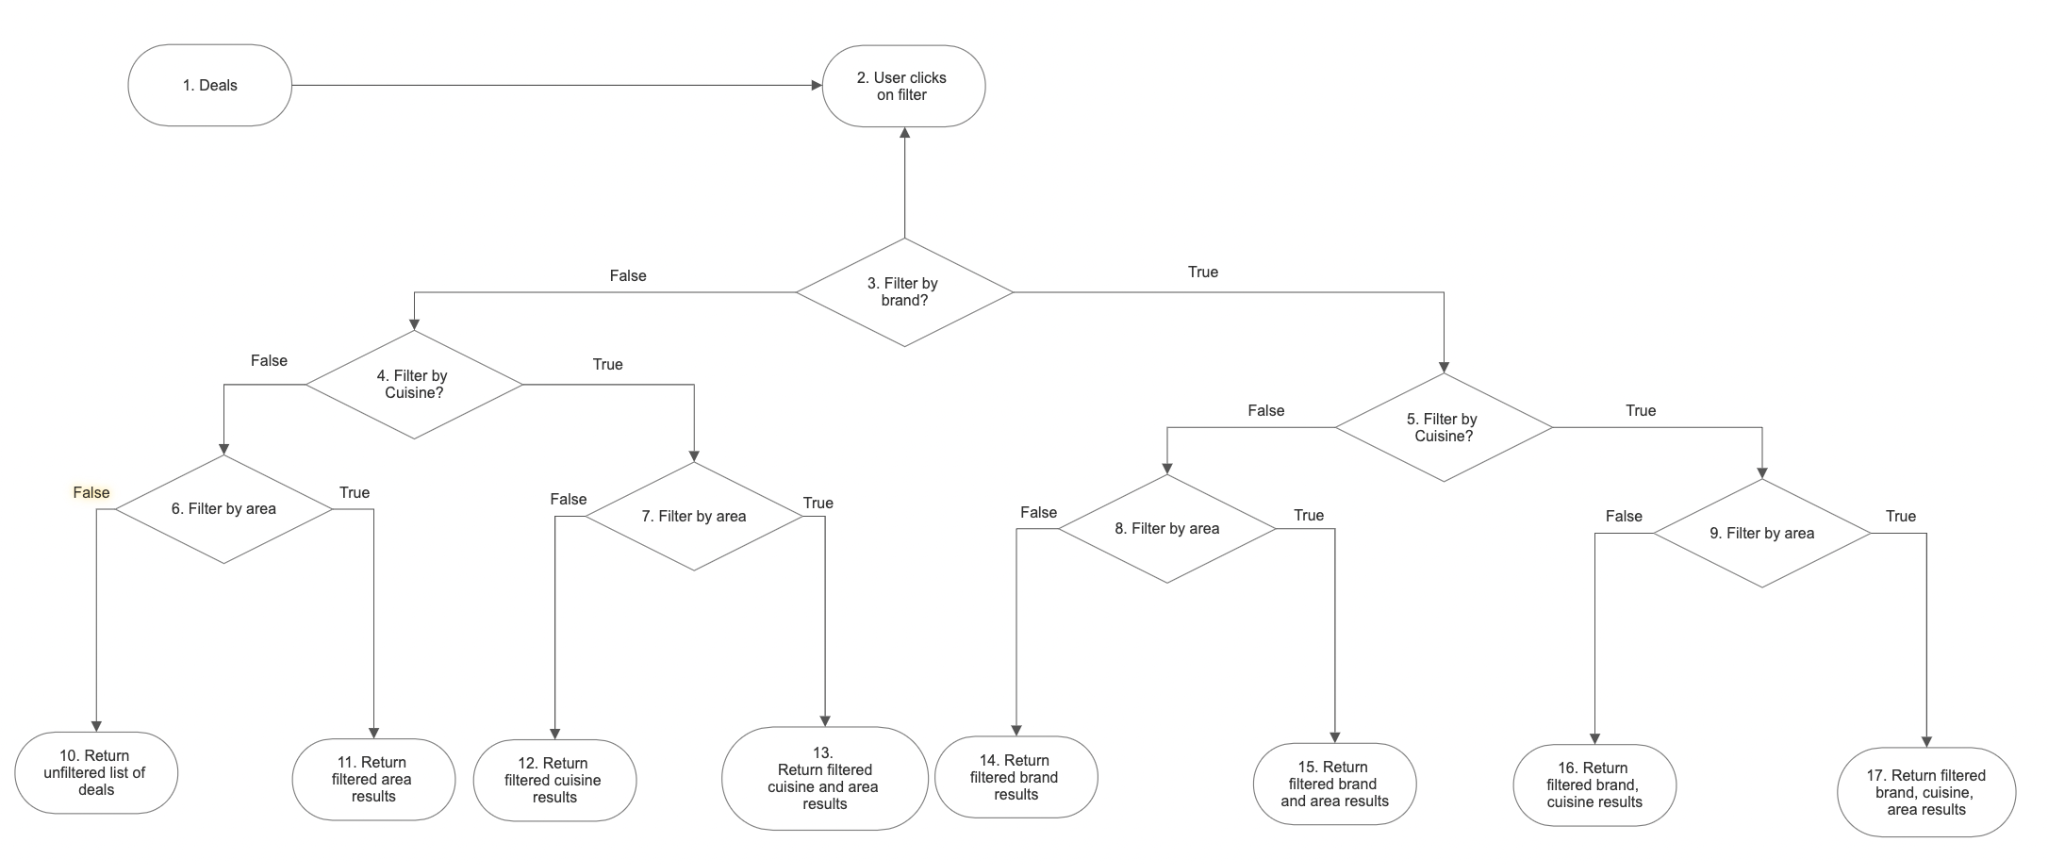 1. Deals
2. User clicks
on filter
3. Filter by
brand?
False
True
4. Filter by
Cuisine?
False
True
5. Filter by
Cuisine?
False
True
6. Filter by area
False
True
7. Filter by area
False
True
8. Filter by area
False
True
9. Filter by area
False
True
10. Return
unfiltered list of
deals
11. Return
filtered area
results
12. Return
filtered cuisine
results
13.
Return filtered
cuisine and area
results
14. Return
filtered brand
results
15. Return
filtered brand
and area results
16. Return
filtered brand,
cuisine results
17. Return filtered
brand, cuisine,
area results